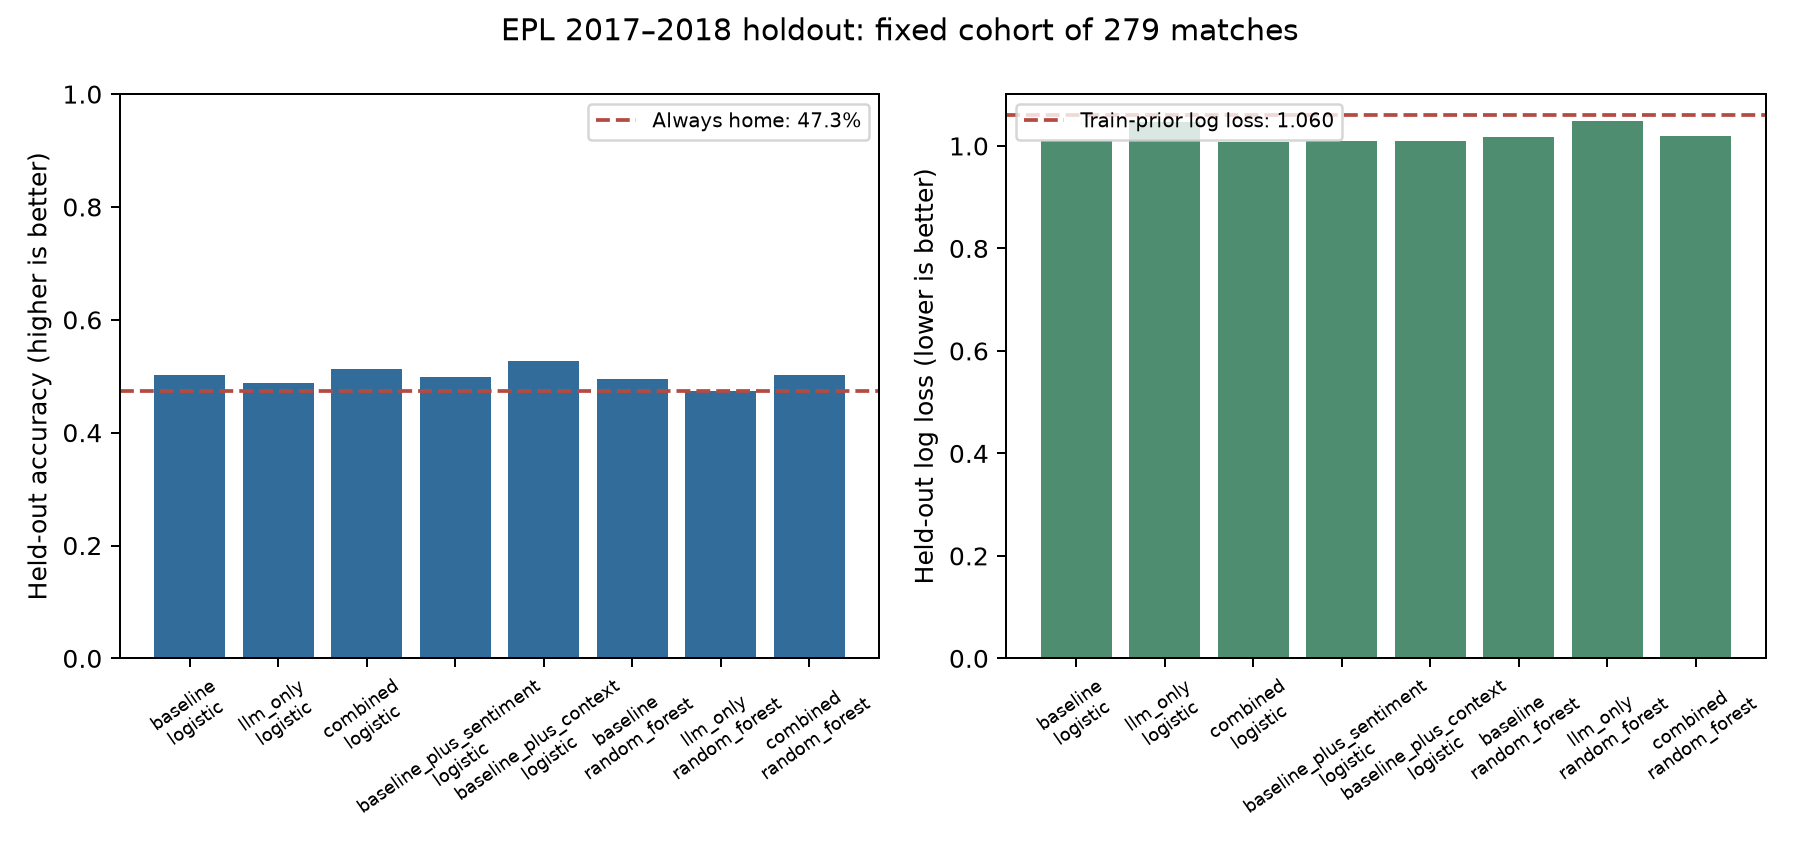 EPL 2017–2018 holdout: fixed cohort of 279 matches
Held-out accuracy (higher is better)
1.0
0.8
0.6
0.4
0.2
0.0
Always home: 47.3%
baseline
logistic
llm_only
logistic
combined
logistic
baseline_plus_sentiment
logistic
baseline_plus_context
logistic
baseline
random_forest
llm_only
random_forest
combined
random_forest
Held-out log loss (lower is better)
1.0
0.8
0.6
0.4
0.2
0.0
Train-prior log loss: 1.060
baseline
logistic
llm_only
logistic
combined
logistic
baseline_plus_sentiment
logistic
baseline_plus_context
logistic
baseline
random_forest
llm_only
random_forest
combined
random_forest